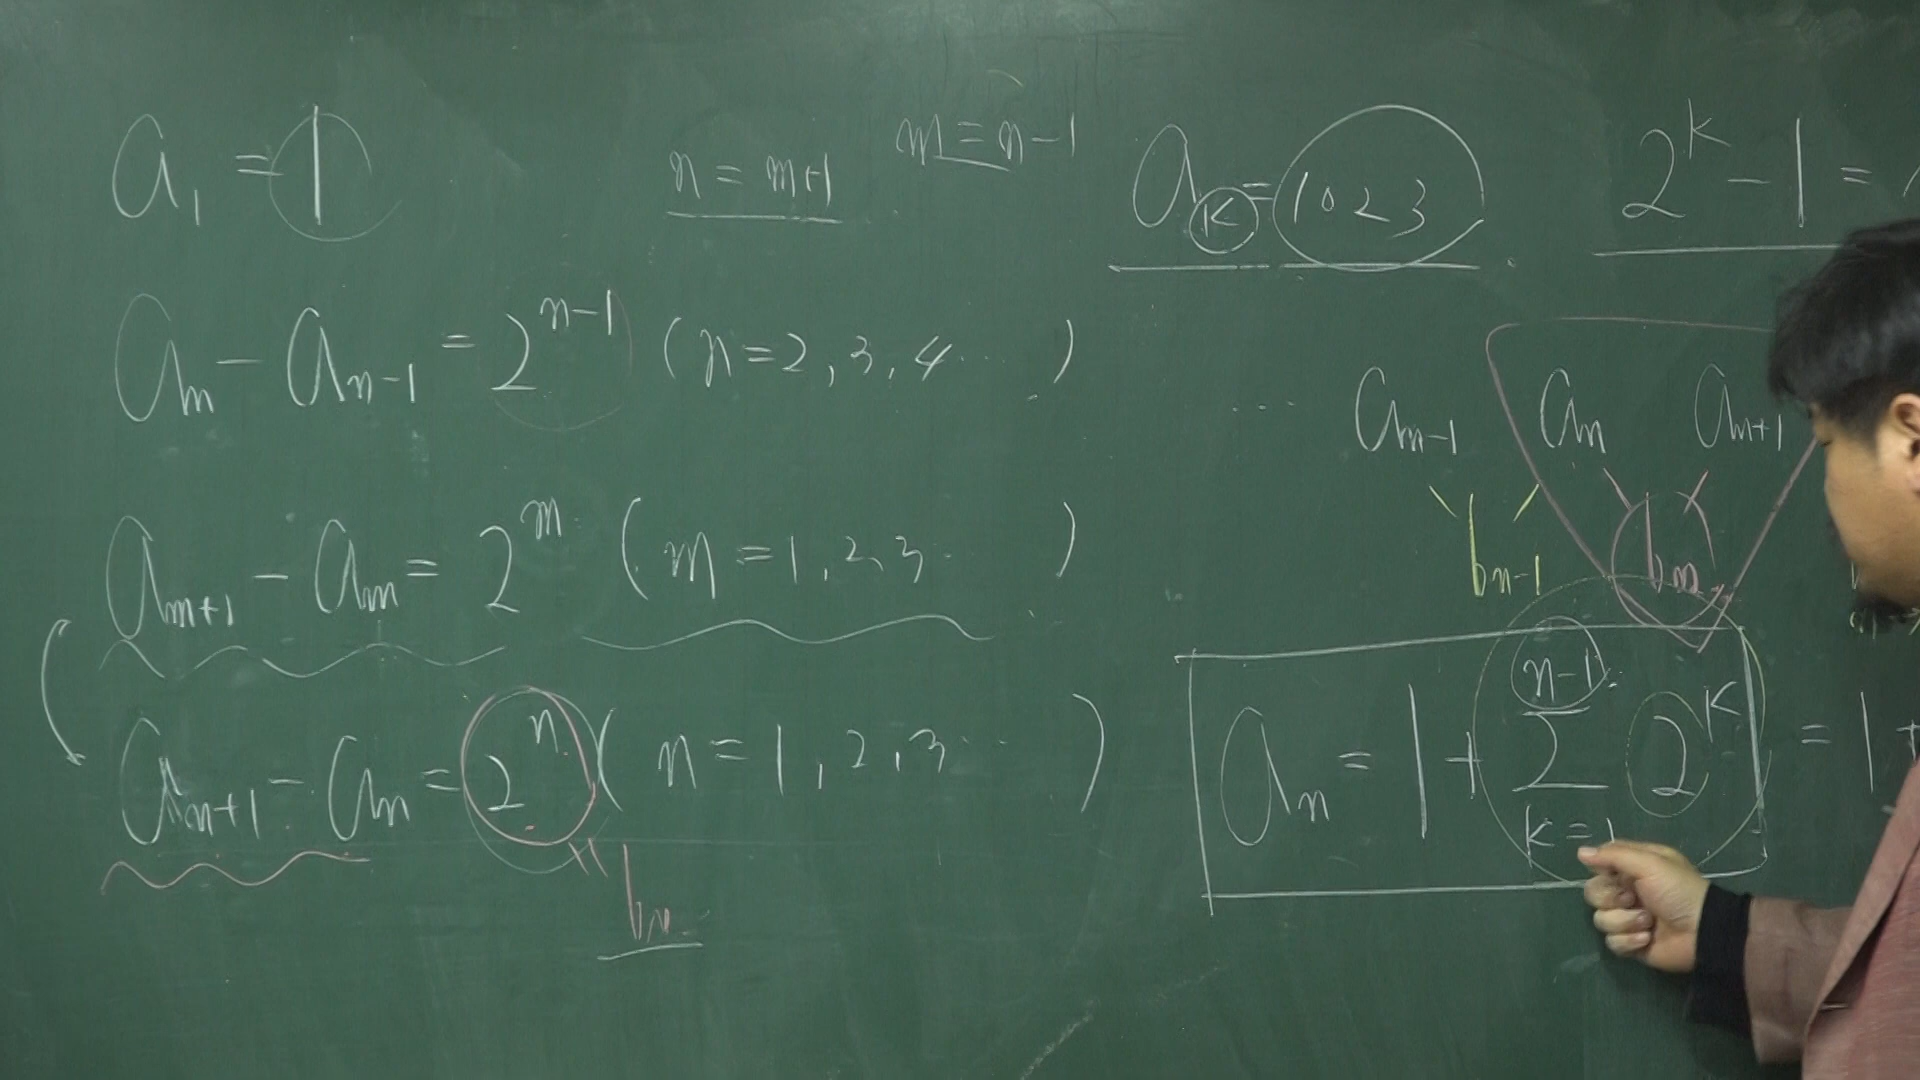 a₁ = 1
n = m+1
m = n-1
aₖ = 1023
2ᵏ - 1 =
aₙ - aₙ₋₁ = 2ⁿ⁻¹ (n = 2, 3, 4 ⋯ )
⋯ aₙ₋₁ aₙ aₙ₊₁
bₙ₋₁ bₙ
aₘ₊₁ - aₘ = 2ᵐ (m = 1, 2, 3 ⋯ )
aₙ₊₁ - aₙ = 2ⁿ (n = 1, 2, 3 ⋯ )
bₙ
n-1
aₙ = 1 + Σ 2ᵏ = 1 +
k = 1